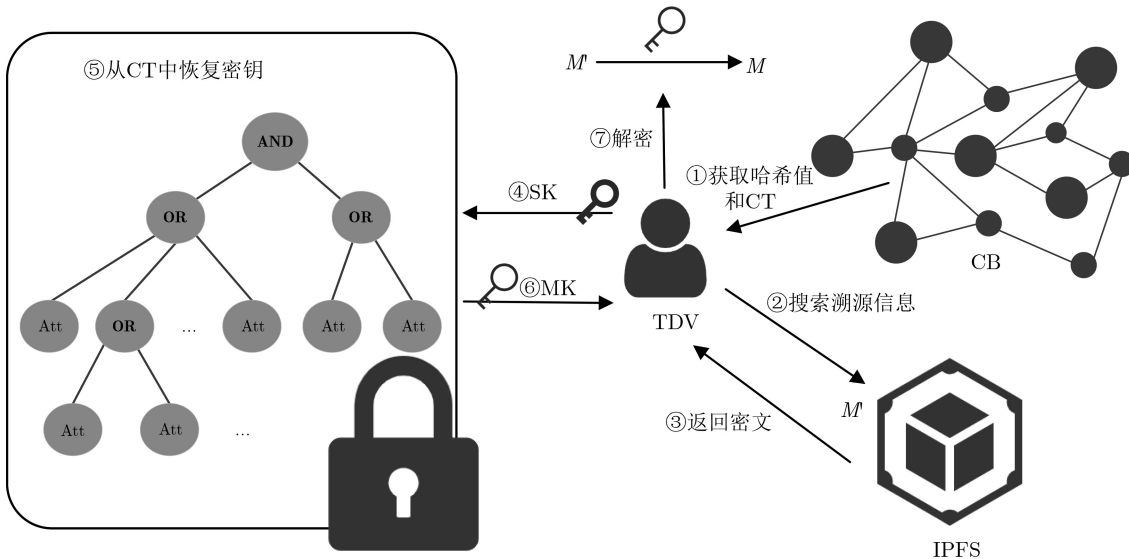 ⑤从CT中恢复密钥
AND
OR
OR
Att
OR
...
Att
Att
Att
Att
Att
...
M'
M
⑦解密
①获取哈希值
和CT
④SK
⑥MK
TDV
CB
②搜索溯源信息
M'
③返回密文
IPFS